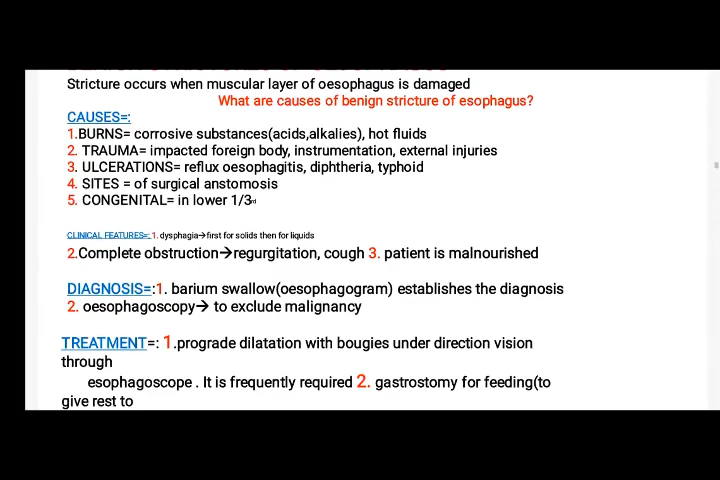 Stricture occurs when muscular layer of oesophagus is damaged
What are causes of benign stricture of esophagus?
CAUSES=:
1.BURNS= corrosive substances(acids,alkalies), hot fluids
2. TRAUMA= impacted foreign body, instrumentation, external injuries
3. ULCERATIONS= reflux oesophagitis, diphtheria, typhoid
4. SITES = of surgical anstomosis
5. CONGENITAL= in lower 1/3rd
CLINICAL FEATURES=: 1. dysphagia→first for solids then for liquids
2.Complete obstruction→regurgitation, cough 3. patient is malnourished
DIAGNOSIS=:1. barium swallow(oesophagogram) establishes the diagnosis
2. oesophagoscopy→ to exclude malignancy
TREATMENT=: 1.prograde dilatation with bougies under direction vision
through
esophagoscope . It is frequently required 2. gastrostomy for feeding(to
give rest to